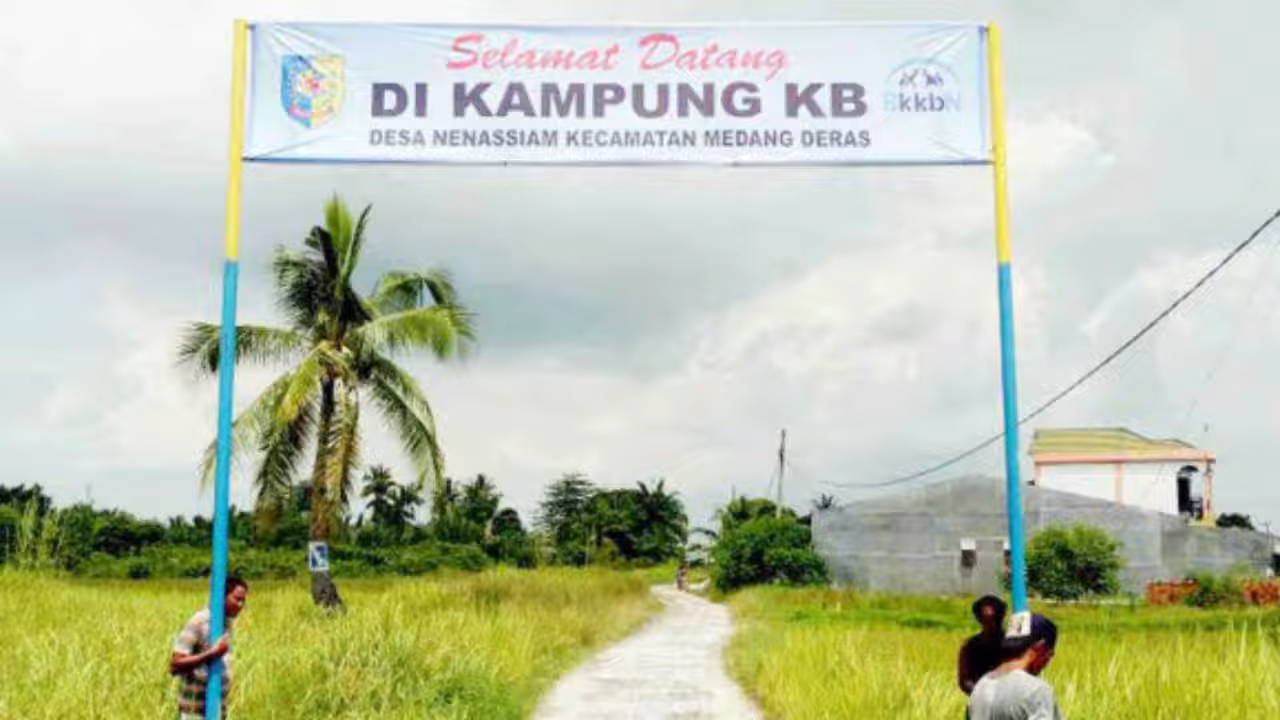 Selamat Datang
DI KAMPUNG KB
DESA NENASSIAM KECAMATAN MEDANG DERAS
BkkbN